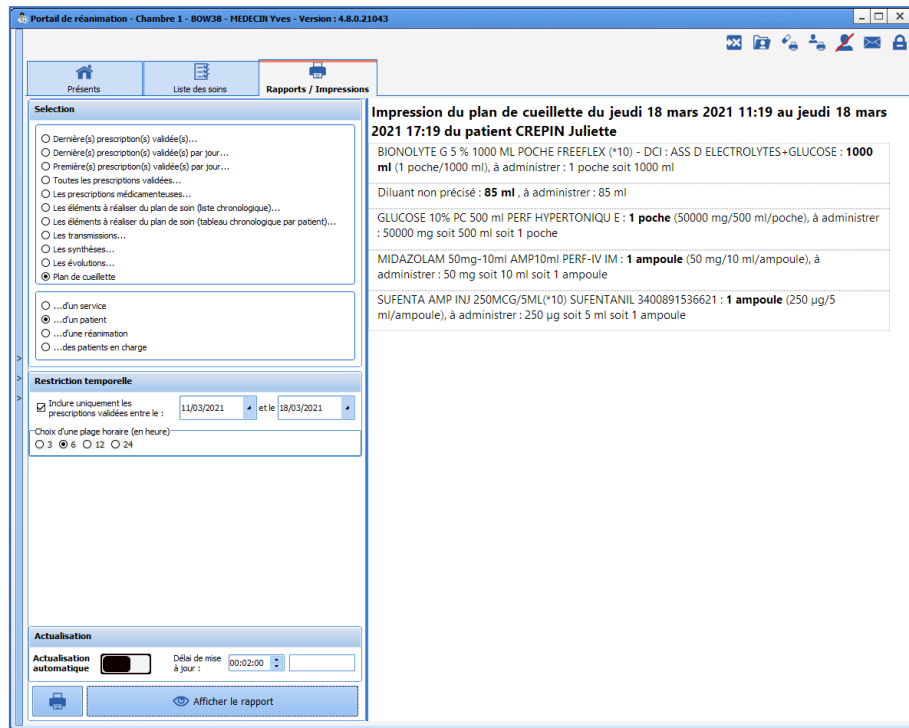 Portail de réanimation - Chambre 1 - BOW38 - MEDECIN Yves - Version : 4.8.0.21043
Présents
Liste des soins
Rapports / Impressions
Selection
Dernière(s) prescription(s) validée(s)...
Dernière(s) prescription(s) validée(s) par jour...
Première(s) prescription(s) validée(s) par jour...
Toutes les prescriptions validées...
Les prescriptions médicamenteuses...
Les éléments à réaliser du plan de soin (liste chronologique)...
Les éléments à réaliser du plan de soin (tableau chronologique par patient)...
Les transmissions...
Les synthèses...
Les évolutions...
Plan de cueillette
...d'un service
...d'un patient
...d'une réanimation
...des patients en charge
Restriction temporelle
Inclure uniquement les
prescriptions validées entre le :
11/03/2021
et le
18/03/2021
Choix d'une plage horaire (en heure)
3 6 12 24
Actualisation
Actualisation
automatique
Délai de mise
à jour :
00:02:00
Afficher le rapport
Impression du plan de cueillette du jeudi 18 mars 2021 11:19 au jeudi 18 mars
2021 17:19 du patient CREPIN Juliette
BIONOLYTE G 5 % 1000 ML POCHE FREEFLEX (*10) - DCI : ASS D ELECTROLYTES+GLUCOSE : 1000
ml (1 poche/1000 ml), à administrer : 1 poche soit 1000 ml
Diluant non précisé : 85 ml , à administrer : 85 ml
GLUCOSE 10% PC 500 ml PERF HYPERTONIQU E : 1 poche (50000 mg/500 ml/poche), à administrer
: 50000 mg soit 500 ml soit 1 poche
MIDAZOLAM 50mg-10ml AMP10ml PERF-IV IM : 1 ampoule (50 mg/10 ml/ampoule), à
administrer : 50 mg soit 10 ml soit 1 ampoule
SUFENTA AMP INJ 250MCG/5ML(*10) SUFENTANIL 3400891536621 : 1 ampoule (250 µg/5
ml/ampoule), à administrer : 250 µg soit 5 ml soit 1 ampoule